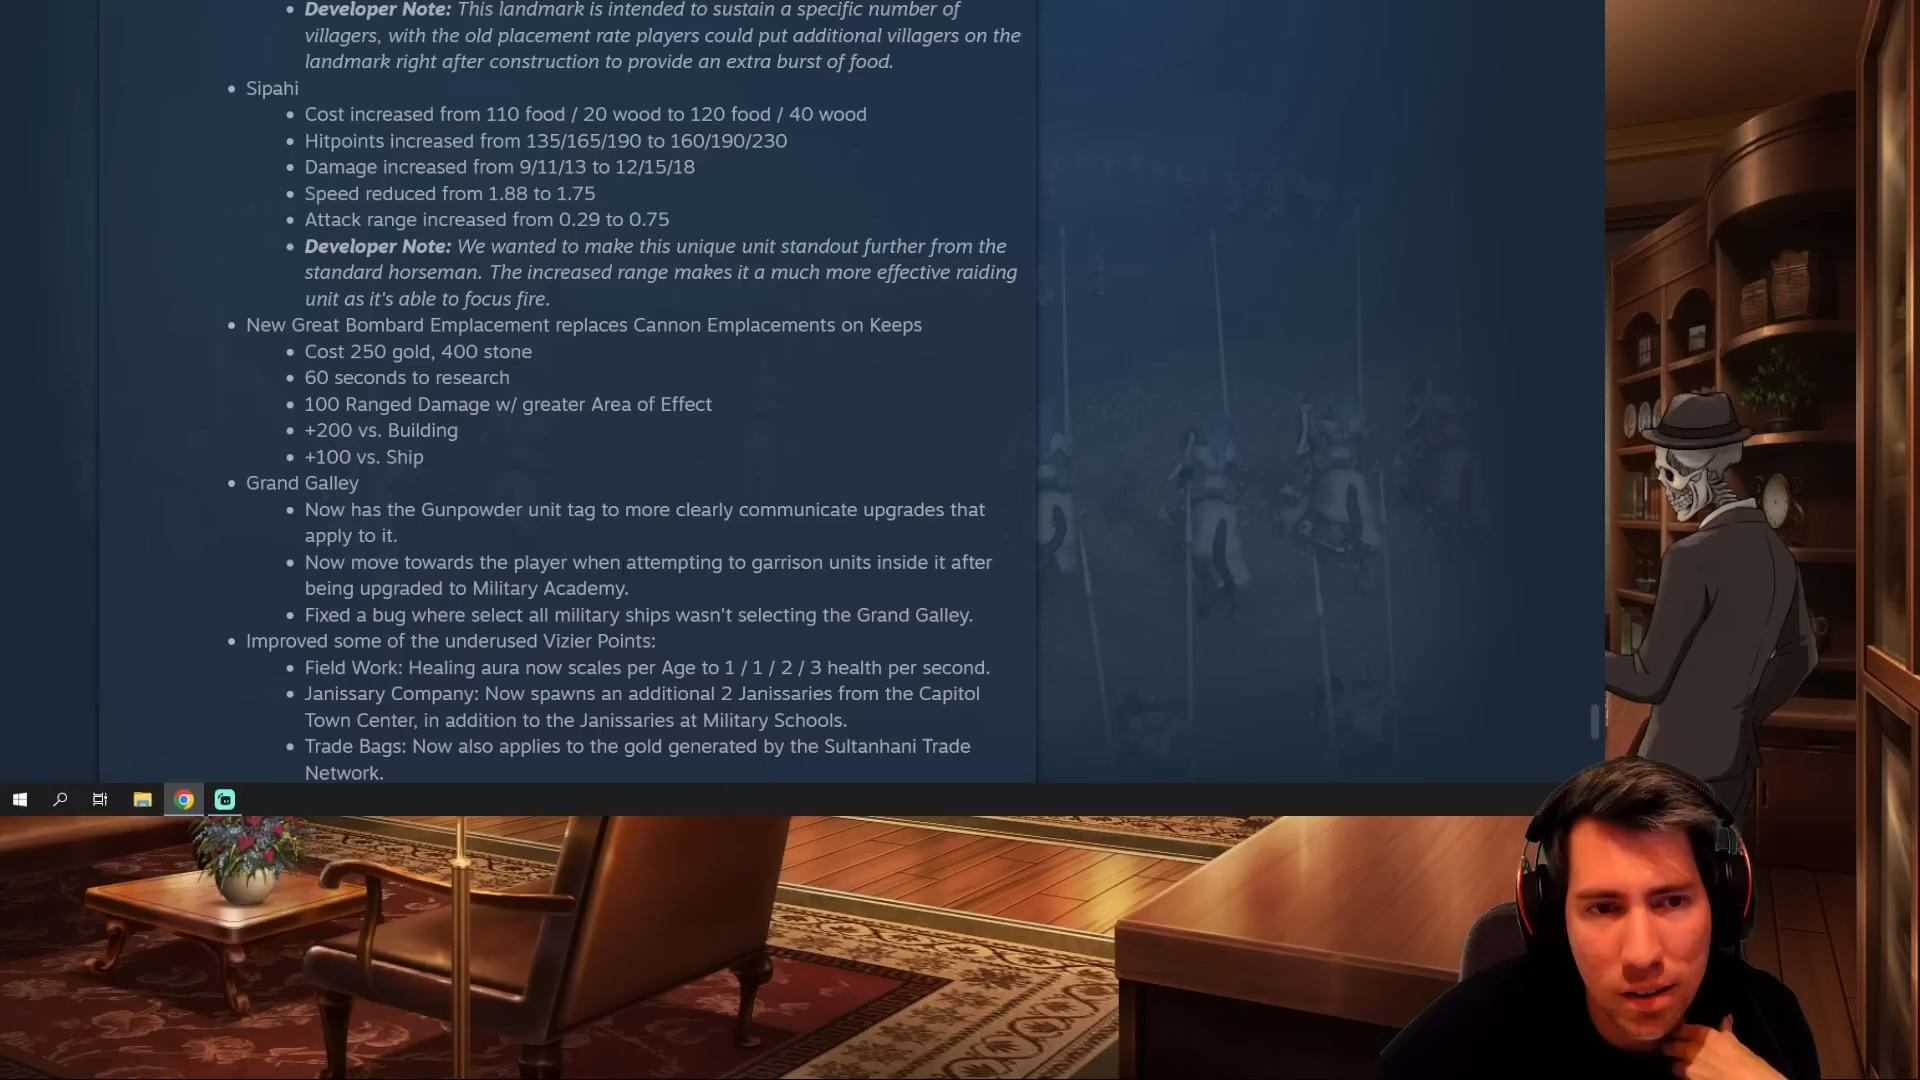 Developer Note: This landmark is intended to sustain a specific number of
villagers, with the old placement rate players could put additional villagers on the
landmark right after construction to provide an extra burst of food.
Sipahi
Cost increased from 110 food / 20 wood to 120 food / 40 wood
Hitpoints increased from 135/165/190 to 160/190/230
Damage increased from 9/11/13 to 12/15/18
Speed reduced from 1.88 to 1.75
Attack range increased from 0.29 to 0.75
Developer Note: We wanted to make this unique unit standout further from the
standard horseman. The increased range makes it a much more effective raiding
unit as it's able to focus fire.
New Great Bombard Emplacement replaces Cannon Emplacements on Keeps
Cost 250 gold, 400 stone
60 seconds to research
100 Ranged Damage w/ greater Area of Effect
+200 vs. Building
+100 vs. Ship
Grand Galley
Now has the Gunpowder unit tag to more clearly communicate upgrades that
apply to it.
Now move towards the player when attempting to garrison units inside it after
being upgraded to Military Academy.
Fixed a bug where select all military ships wasn't selecting the Grand Galley.
Improved some of the underused Vizier Points:
Field Work: Healing aura now scales per Age to 1 / 1 / 2 / 3 health per second.
Janissary Company: Now spawns an additional 2 Janissaries from the Capitol
Town Center, in addition to the Janissaries at Military Schools.
Trade Bags: Now also applies to the gold generated by the Sultanhani Trade
Network.